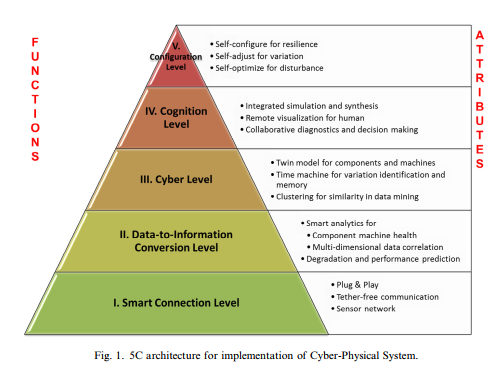 FUNCTIONS
ATTRIBUTES
V.
Configuration
Level
• Self-configure for resilience
• Self-adjust for variation
• Self-optimize for disturbance
IV. Cognition
Level
• Integrated simulation and synthesis
• Remote visualization for human
• Collaborative diagnostics and decision making
III. Cyber Level
• Twin model for components and machines
• Time machine for variation identification and
memory
• Clustering for similarity in data mining
II. Data-to-Information
Conversion Level
• Smart analytics for
• Component machine health
• Multi-dimensional data correlation
• Degradation and performance prediction
I. Smart Connection Level
• Plug & Play
• Tether-free communication
• Sensor network
Fig. 1. 5C architecture for implementation of Cyber-Physical System.